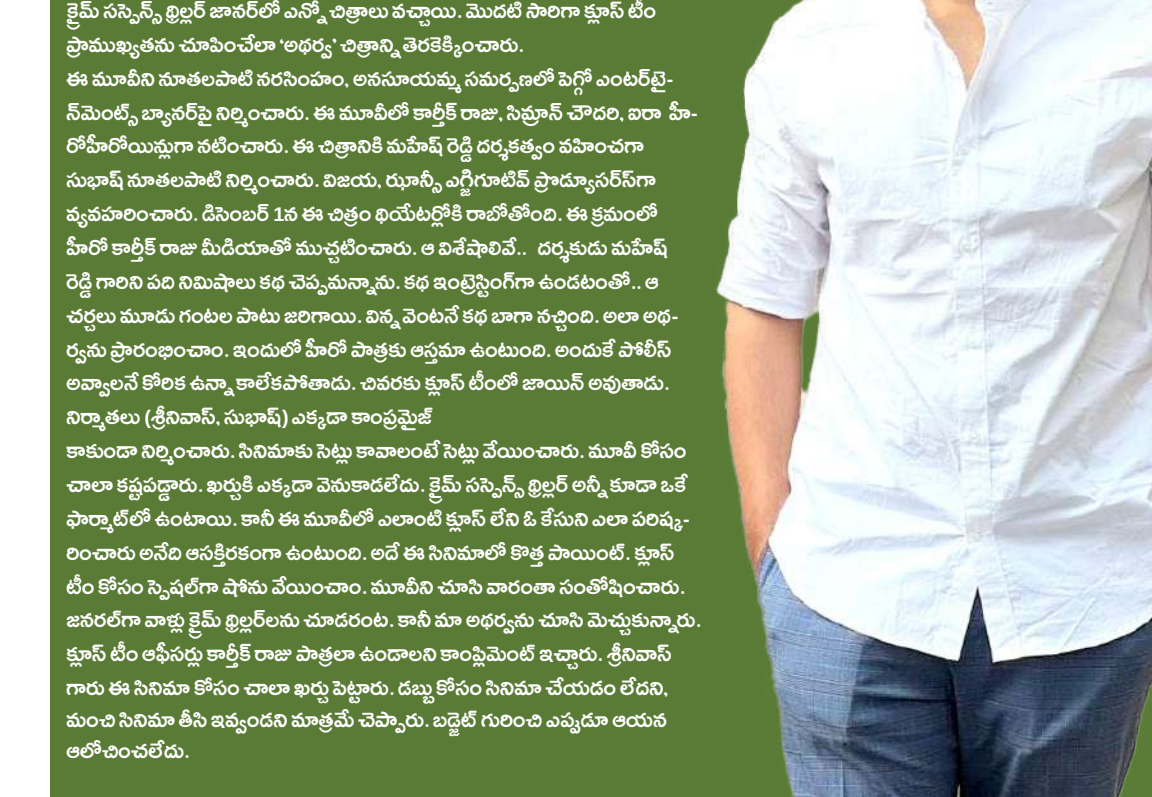 క్రైమ్ సస్పెన్స్ థ్రిల్లర్ జానర్‌లో ఎన్నో చిత్రాలు వచ్చాయి. మొదటి సారిగా క్లూస్ టీం
ప్రాముఖ్యతను చూపించేలా ‘అథర్వ’ చిత్రాన్ని తెరకెక్కించారు.
ఈ మూవీని నూతలపాటి నరసింహం, అనసూయమ్మ సమర్పణలో పెగ్గో ఎంటర్‌టై-
న్‌మెంట్స్ బ్యానర్‌పై నిర్మించారు. ఈ మూవీలో కార్తీక్ రాజు, సిమ్రాన్ చౌదరి, ఐరా హీ-
రోహీరోయిన్లుగా నటించారు. ఈ చిత్రానికి మహేష్ రెడ్డి దర్శకత్వం వహించగా
సుభాష్ నూతలపాటి నిర్మించారు. విజయ, ఝాన్సీ ఎగ్జిగూటివ్ ప్రొడ్యూసర్స్‌గా
వ్యవహరించారు. డిసెంబర్ 1న ఈ చిత్రం థియేటర్లోకి రాబోతోంది. ఈ క్రమంలో
హీరో కార్తీక్ రాజు మీడియాతో ముచ్చటించారు. ఆ విశేషాలివే.. దర్శకుడు మహేష్
రెడ్డి గారిని పది నిమిషాలు కథ చెప్పమన్నాను. కథ ఇంట్రెస్టింగ్‌గా ఉండటంతో.. ఆ
చర్చలు మూడు గంటల పాటు జరిగాయి. విన్న వెంటనే కథ బాగా నచ్చింది. అలా అథ-
ర్వను ప్రారంభించాం. ఇందులో హీరో పాత్రకు ఆస్తమా ఉంటుంది. అందుకే పోలీస్
అవ్వాలనే కోరిక ఉన్నా కాలేకపోతాడు. చివరకు క్లూస్ టీంలో జాయిన్ అవుతాడు.
నిర్మాతలు (శ్రీనివాస్, సుభాష్) ఎక్కడా కాంప్రమైజ్
కాకుండా నిర్మించారు. సినిమాకు సెట్లు కావాలంటే సెట్లు వేయించారు. మూవీ కోసం
చాలా కష్టపడ్డారు. ఖర్చుకి ఎక్కడా వెనుకాడలేదు. క్రైమ్ సస్పెన్స్ థ్రిల్లర్ అన్నీ కూడా ఒకే
ఫార్మాట్‌లో ఉంటాయి. కానీ ఈ మూవీలో ఎలాంటి క్లూస్ లేని ఓ కేసుని ఎలా పరిష్క-
రించారు అనేది ఆసక్తిరకంగా ఉంటుంది. అదే ఈ సినిమాలో కొత్త పాయింట్. క్లూస్
టీం కోసం స్పెషల్‌గా షోను వేయించాం. మూవీని చూసి వారంతా సంతోషించారు.
జనరల్‌గా వాళ్లు క్రైమ్ థ్రిల్లర్‌లను చూడరంట. కానీ మా అథర్వను చూసి మెచ్చుకున్నారు.
క్లూస్ టీం ఆఫీసర్లు కార్తీక్ రాజు పాత్రలా ఉండాలని కాంప్లిమెంట్ ఇచ్చారు. శ్రీనివాస్
గారు ఈ సినిమా కోసం చాలా ఖర్చు పెట్టారు. డబ్బు కోసం సినిమా చేయడం లేదని,
మంచి సినిమా తీసి ఇవ్వండని మాత్రమే చెప్పారు. బడ్జెట్ గురించి ఎప్పుడూ ఆయన
ఆలోచించలేదు.